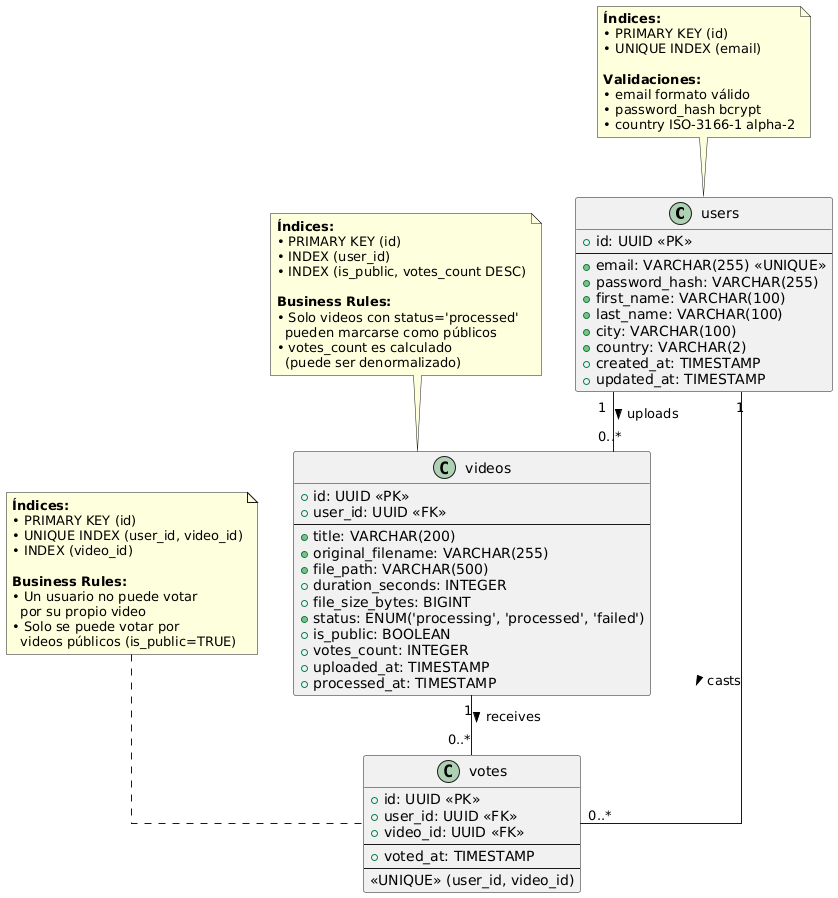 Índices:
• PRIMARY KEY (id)
• UNIQUE INDEX (email)
Validaciones:
• email formato válido
• password_hash bcrypt
• country ISO-3166-1 alpha-2
C users
id: UUID «PK»
email: VARCHAR(255) «UNIQUE»
password_hash: VARCHAR(255)
first_name: VARCHAR(100)
last_name: VARCHAR(100)
city: VARCHAR(100)
country: VARCHAR(2)
created_at: TIMESTAMP
updated_at: TIMESTAMP
Índices:
• PRIMARY KEY (id)
• INDEX (user_id)
• INDEX (is_public, votes_count DESC)
Business Rules:
• Solo videos con status='processed'
pueden marcarse como públicos
• votes_count es calculado
(puede ser denormalizado)
1
uploads
0..*
1
C videos
id: UUID «PK»
user_id: UUID «FK»
title: VARCHAR(200)
original_filename: VARCHAR(255)
file_path: VARCHAR(500)
duration_seconds: INTEGER
file_size_bytes: BIGINT
status: ENUM('processing', 'processed', 'failed')
is_public: BOOLEAN
votes_count: INTEGER
uploaded_at: TIMESTAMP
processed_at: TIMESTAMP
Índices:
• PRIMARY KEY (id)
• UNIQUE INDEX (user_id, video_id)
• INDEX (video_id)
Business Rules:
• Un usuario no puede votar
por su propio video
• Solo se puede votar por
videos públicos (is_public=TRUE)
casts
1
receives
0..*
C votes
id: UUID «PK»
user_id: UUID «FK»
video_id: UUID «FK»
voted_at: TIMESTAMP
«UNIQUE» (user_id, video_id)
0..*